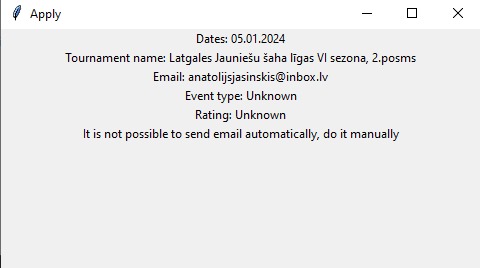 Apply
Dates: 05.01.2024
Tournament name: Latgales Jauniešu šaha līgas VI sezona, 2.posms
Email: anatolijsjasinskis@inbox.lv
Event type: Unknown
Rating: Unknown
It is not possible to send email automatically, do it manually